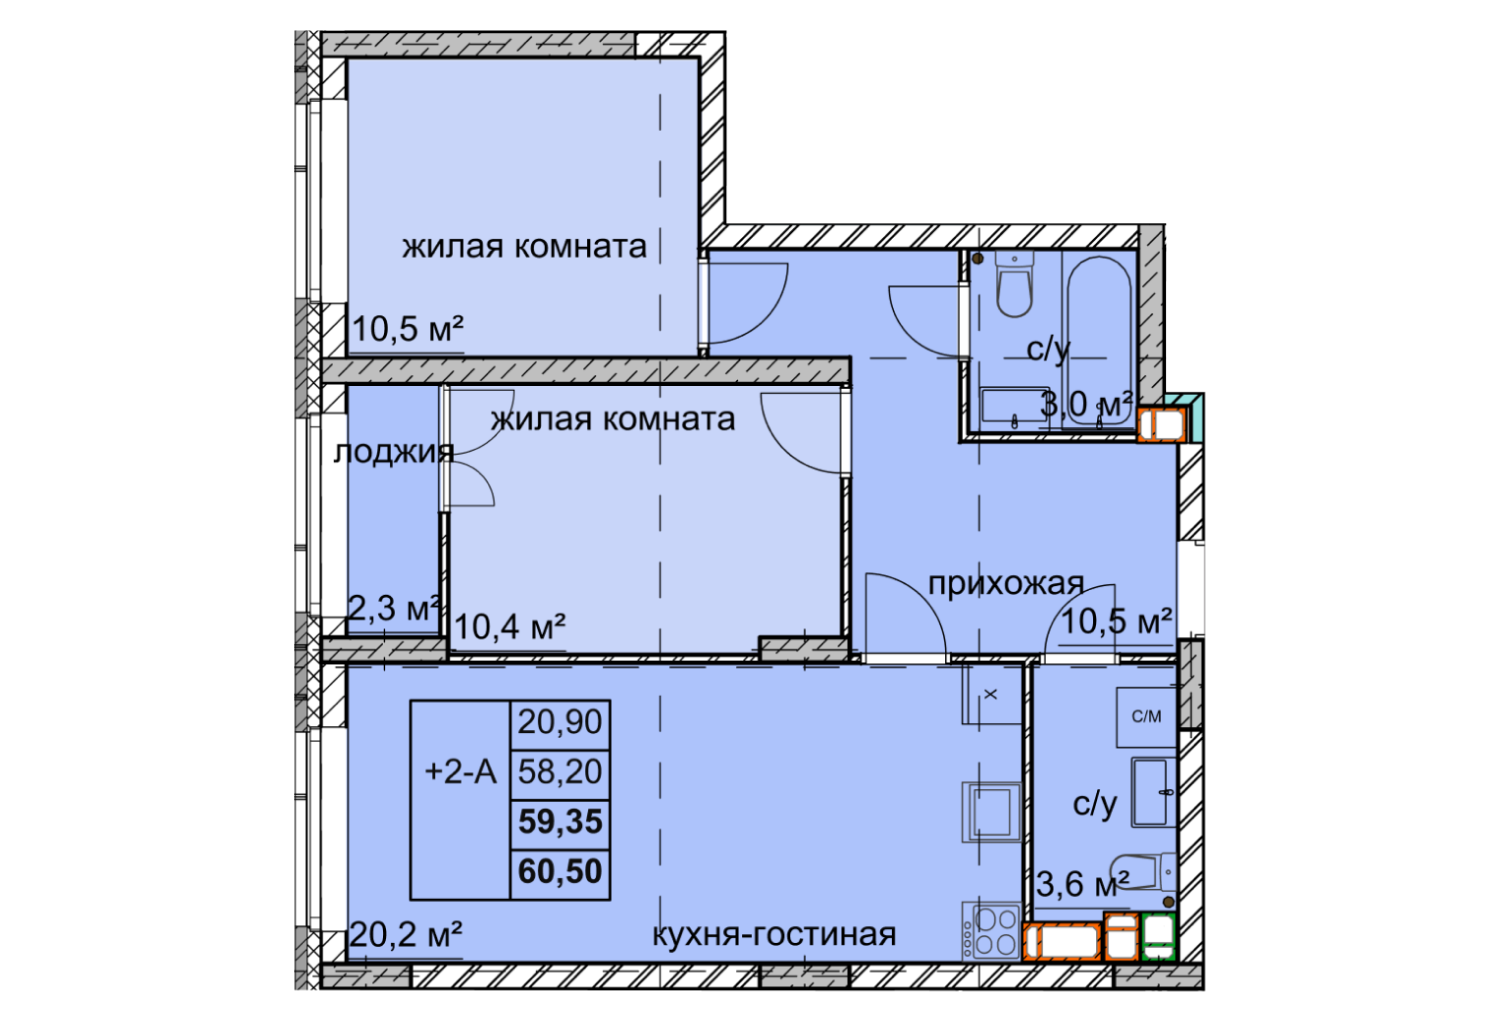 жилая комната
10,5 м²
с/у
3,0 м²
жилая комната
лоджия
2,3 м²
10,4 м²
прихожая
10,5 м²
х
+2-А
20,90
58,20
59,35
60,50
С/М
с/у
3,6 м²
20,2 м²
кухня-гостиная